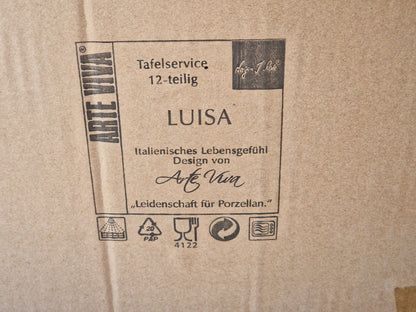 ARTE VIVA®
Tafelservice
12-teilig
LUISA
Italienisches Lebensgefühl
Design von
Arte Viva
„Leidenschaft für Porzellan.“
20
PAP
4122